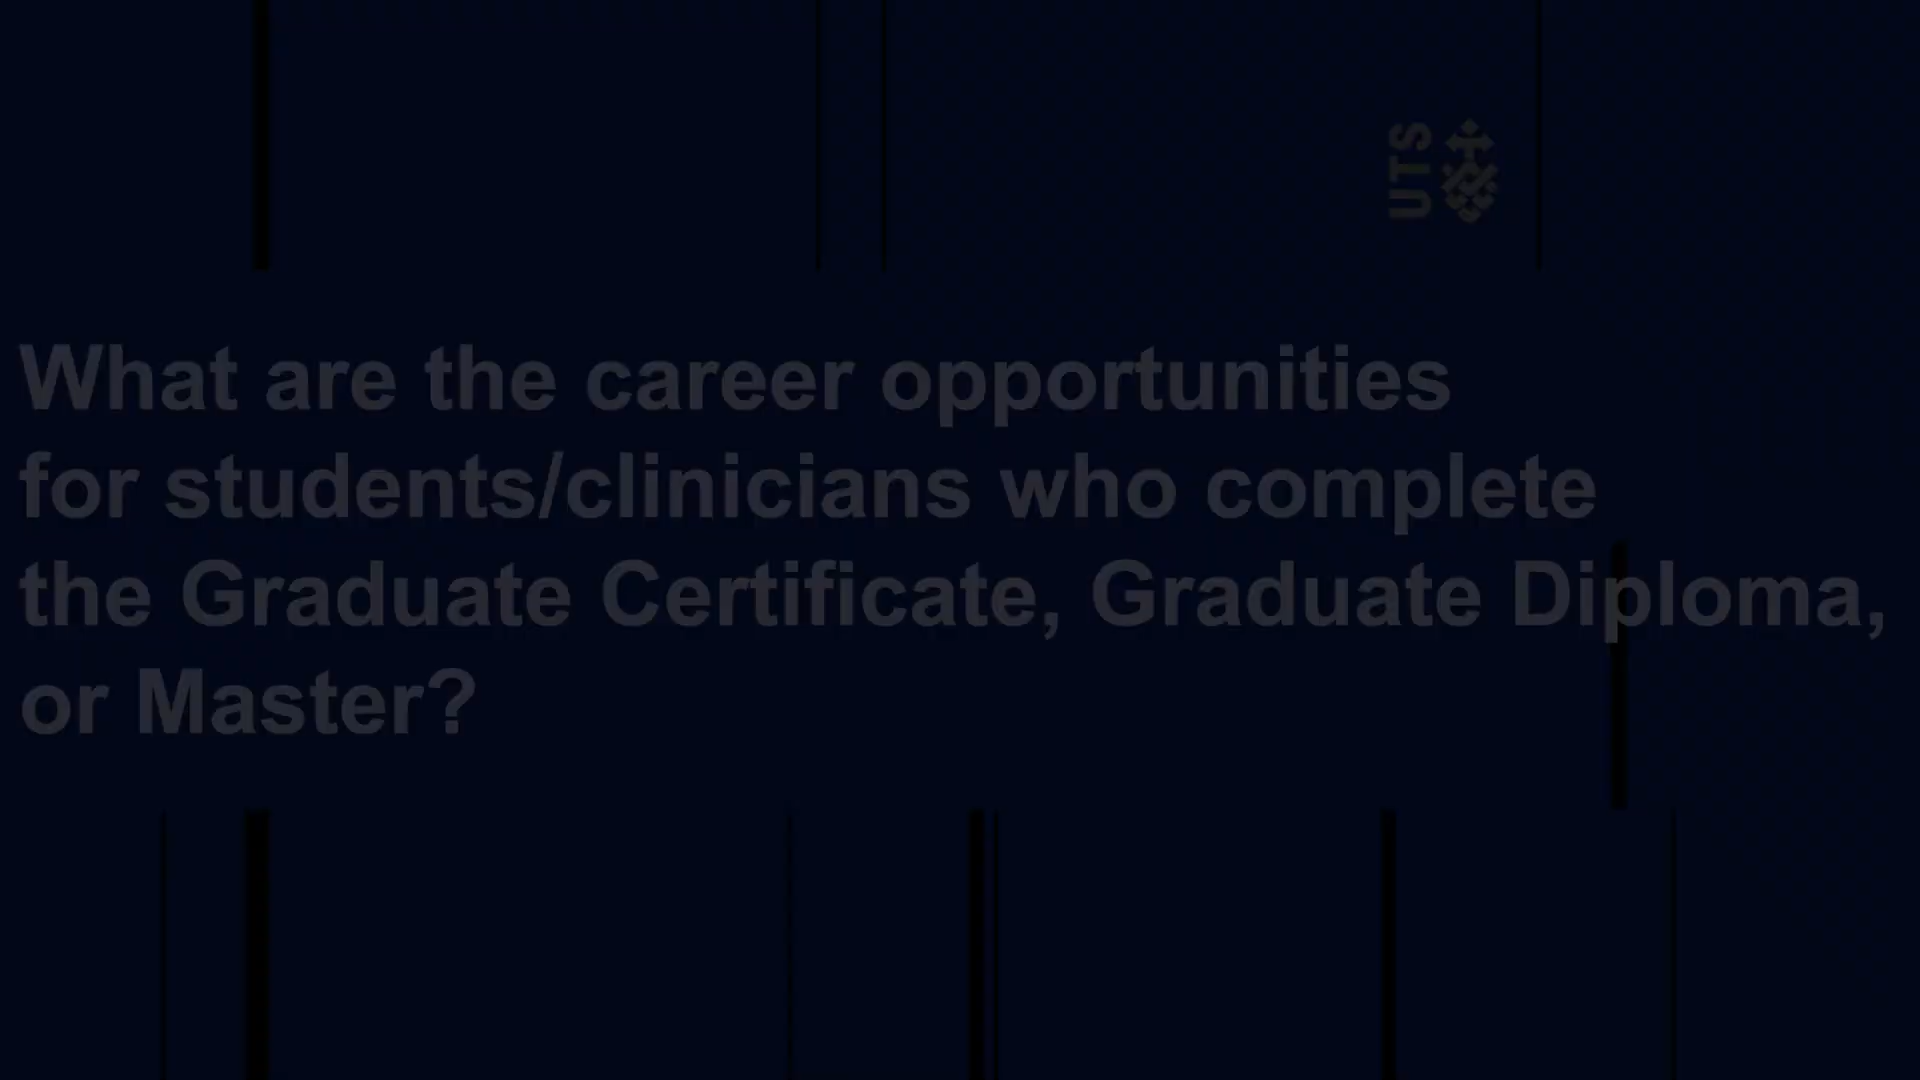 UTS
What are the career opportunities
for students/clinicians who complete
the Graduate Certificate, Graduate Diploma,
or Master?